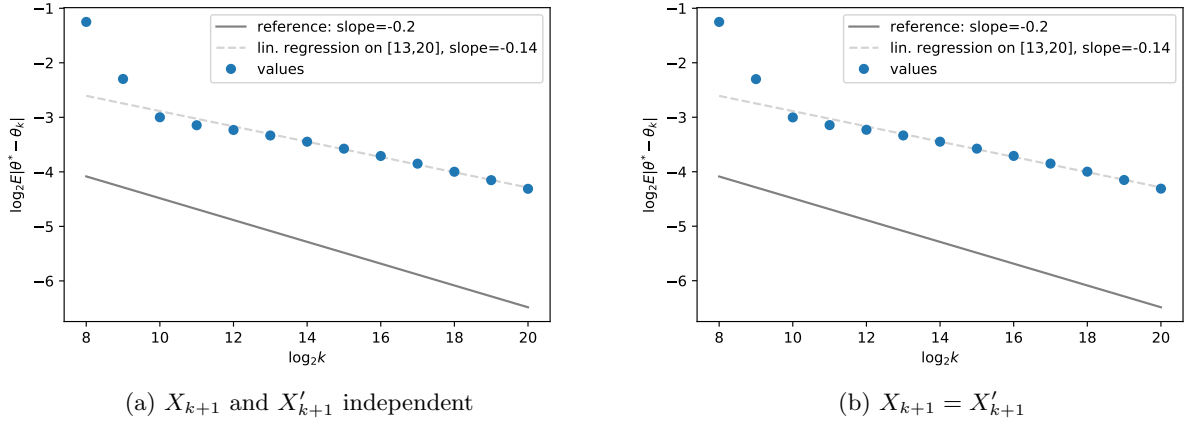 −1
−2
−3
−4
−5
−6
log₂E|θ* − θₖ|
reference: slope=-0.2
lin. regression on [13,20], slope=-0.14
values
8 10 12 14 16 18 20
log₂k
(a) Xₖ₊₁ and X′ₖ₊₁ independent
−1
−2
−3
−4
−5
−6
log₂E|θ* − θₖ|
reference: slope=-0.2
lin. regression on [13,20], slope=-0.14
values
8 10 12 14 16 18 20
log₂k
(b) Xₖ₊₁ = X′ₖ₊₁